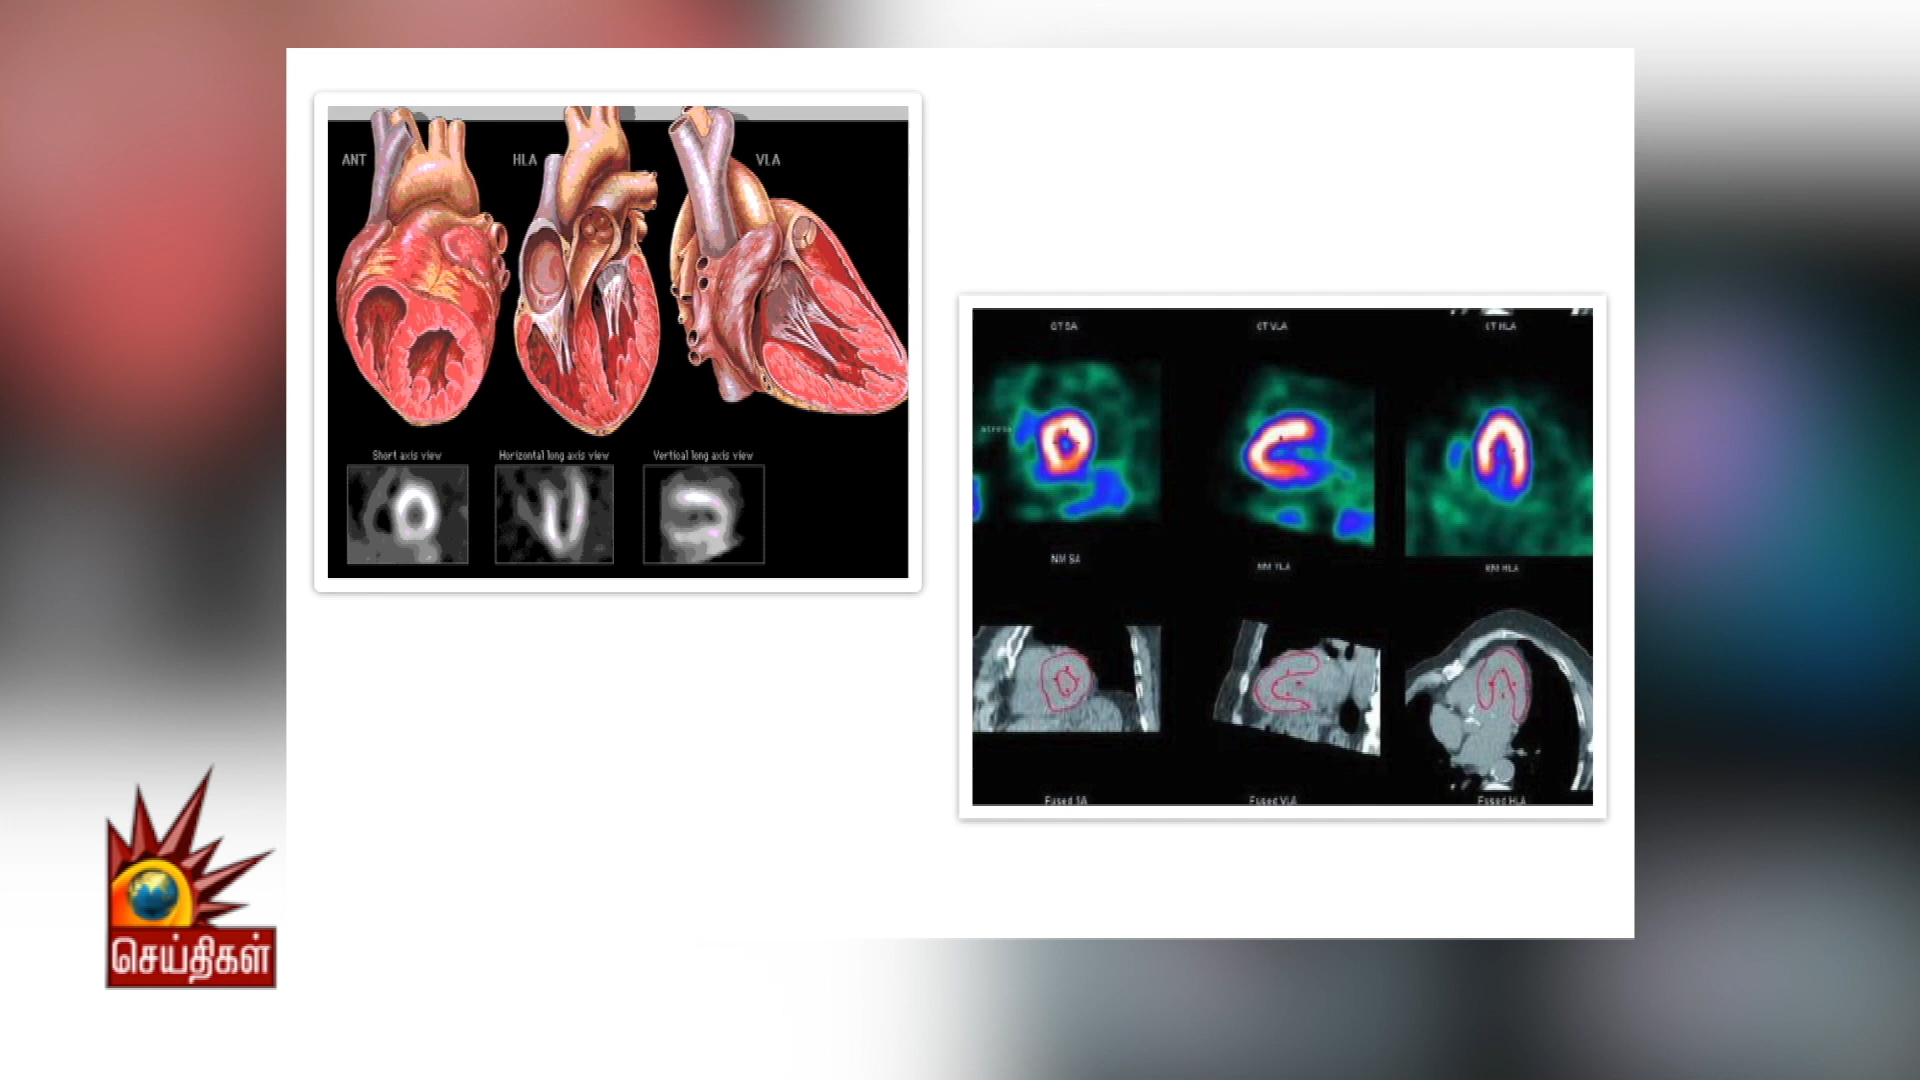 ANT
HLA
VLA
Short axis view
Horizontal long axis view
Vertical long axis view
CT SA
CT VLA
CT HLA
stress
NM SA
NM VLA
NM HLA
Fused SA
Fused VLA
Fused HLA
செய்திகள்